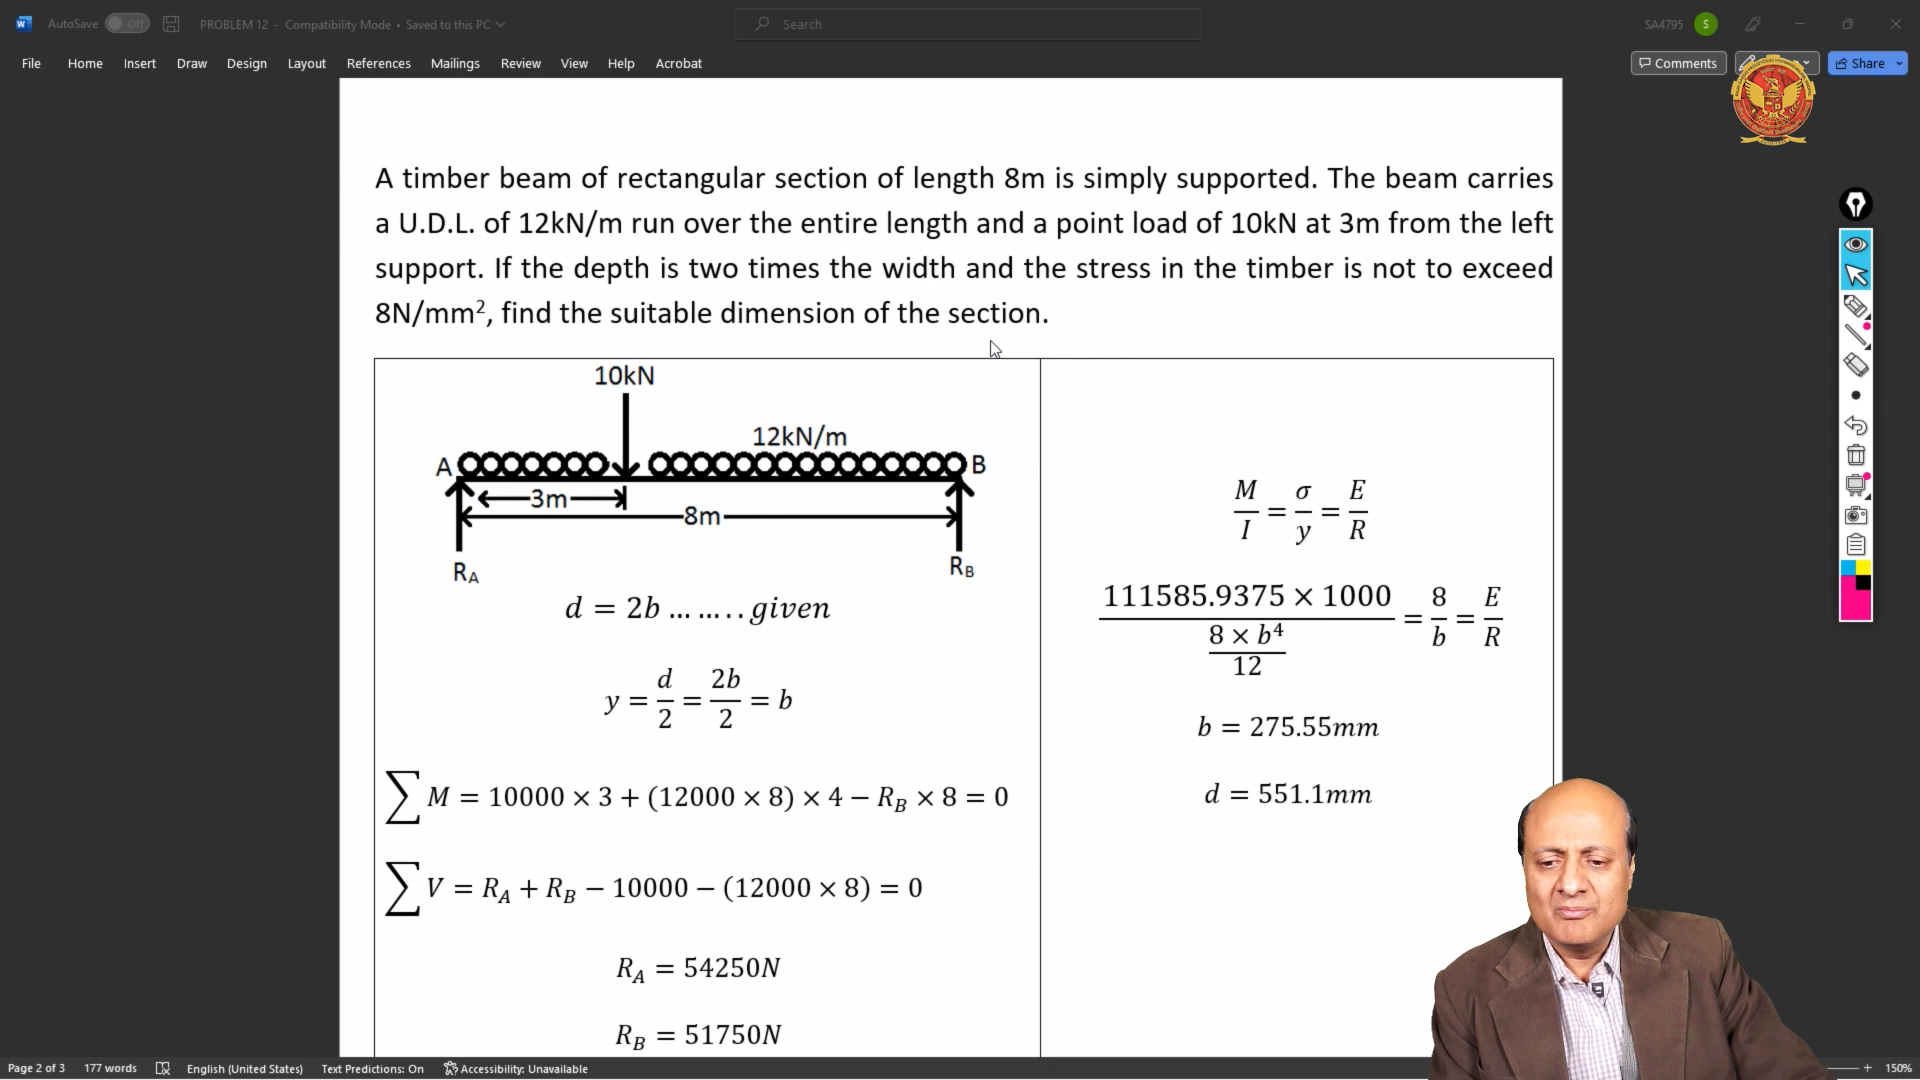 AutoSave Off PROBLEM 12 - Compatibility Mode • Saved to this PC Search SA4795 S
File Home Insert Draw Design Layout References Mailings Review View Help Acrobat Comments Share
A timber beam of rectangular section of length 8m is simply supported. The beam carries
a U.D.L. of 12kN/m run over the entire length and a point load of 10kN at 3m from the left
support. If the depth is two times the width and the stress in the timber is not to exceed
8N/mm², find the suitable dimension of the section.
10kN
12kN/m
A B
3m
8m
R_A R_B
d = 2b ... ... .. given
y = d/2 = 2b/2 = b
∑ M = 10000 × 3 + (12000 × 8) × 4 − R_B × 8 = 0
∑ V = R_A + R_B − 10000 − (12000 × 8) = 0
R_A = 54250N
R_B = 51750N
M/I = σ/y = E/R
111585.9375 × 1000 / (8 × b⁴ / 12) = 8/b = E/R
b = 275.55mm
d = 551.1mm
Page 2 of 3 177 words English (United States) Text Predictions: On Accessibility: Unavailable + 150%